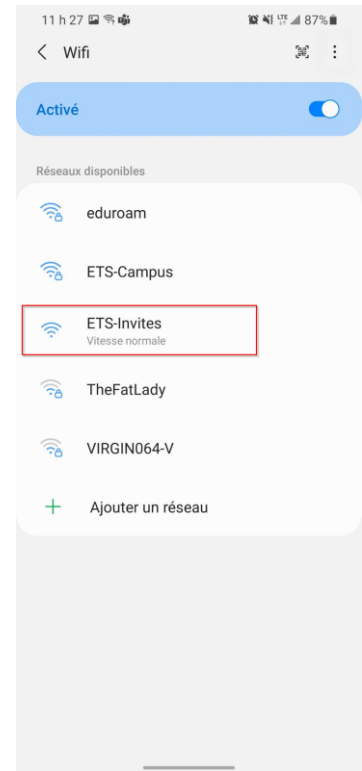 11 h 27 LTE 87%
Wifi
Activé
Réseaux disponibles
eduroam
ETS-Campus
ETS-Invites
Vitesse normale
TheFatLady
VIRGIN064-V
Ajouter un réseau